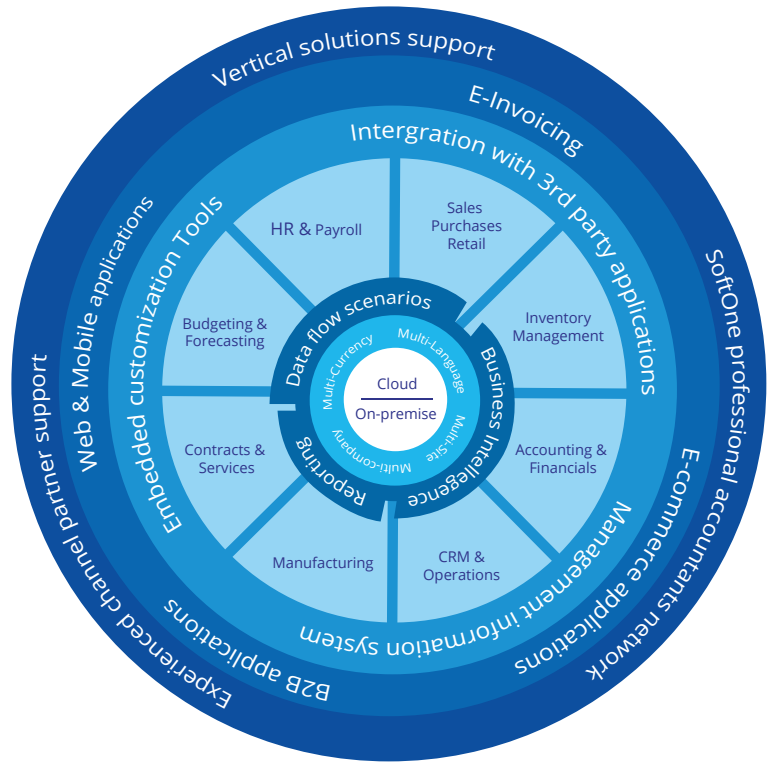 Vertical solutions support
SoftOne professional accountants network
Experienced channel partner support
E-Invoicing
Web & Mobile applications
E-commerce applications
B2B applications
Intergration with 3rd party applications
Embedded customization Tools
Management information system
HR & Payroll
Sales
Purchases
Retail
Budgeting &
Forecasting
Inventory
Management
Contracts &
Services
Accounting &
Financials
Manufacturing
CRM &
Operations
Data flow scenarios
Business Intellegence
Reporting
Multi-Currency
Multi-Language
Multi-Site
Multi-company
Cloud
On-premise